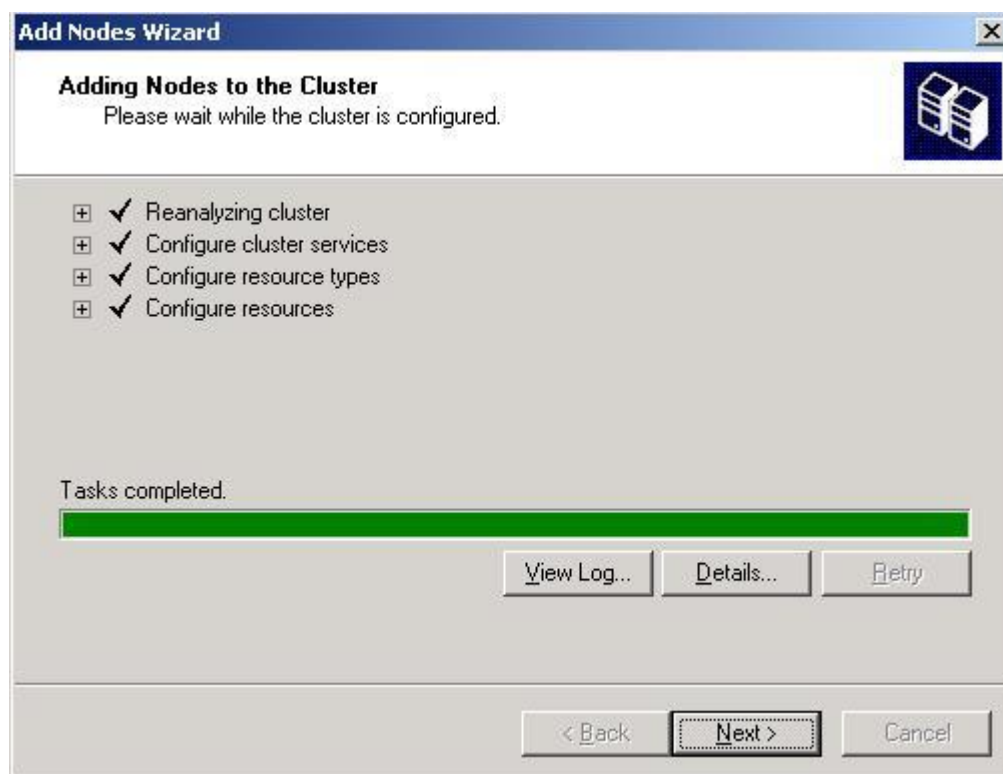 Add Nodes Wizard
Adding Nodes to the Cluster
Please wait while the cluster is configured.
Reanalyzing cluster
Configure cluster services
Configure resource types
Configure resources
Tasks completed.
View Log... Details... Retry
< Back Next > Cancel